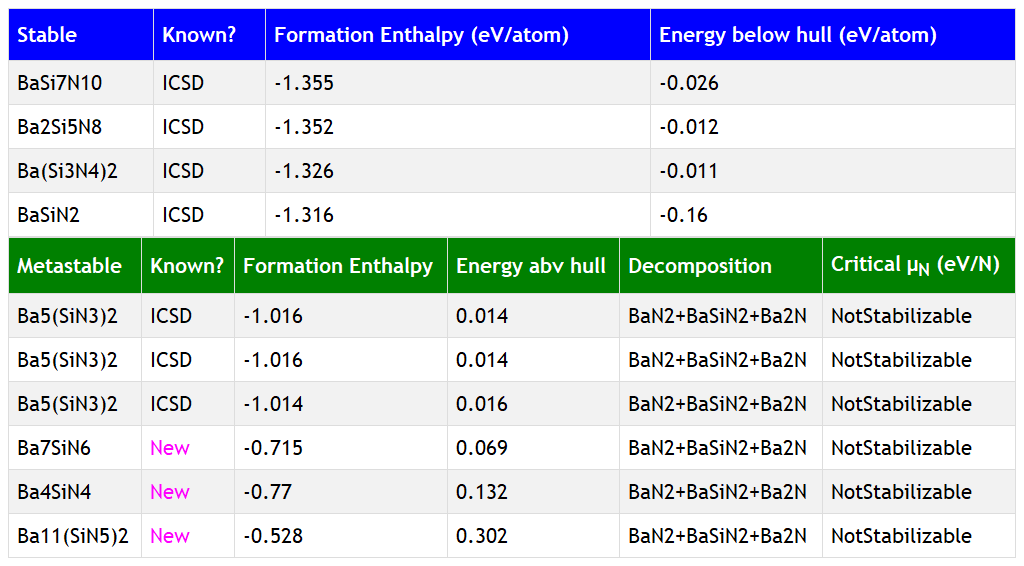 Stable Known? Formation Enthalpy (eV/atom) Energy below hull (eV/atom)
BaSi7N10 ICSD -1.355 -0.026
Ba2Si5N8 ICSD -1.352 -0.012
Ba(Si3N4)2 ICSD -1.326 -0.011
BaSiN2 ICSD -1.316 -0.16
Metastable Known? Formation Enthalpy Energy abv hull Decomposition Critical μN (eV/N)
Ba5(SiN3)2 ICSD -1.016 0.014 BaN2+BaSiN2+Ba2N NotStabilizable
Ba5(SiN3)2 ICSD -1.016 0.014 BaN2+BaSiN2+Ba2N NotStabilizable
Ba5(SiN3)2 ICSD -1.014 0.016 BaN2+BaSiN2+Ba2N NotStabilizable
Ba7SiN6 New -0.715 0.069 BaN2+BaSiN2+Ba2N NotStabilizable
Ba4SiN4 New -0.77 0.132 BaN2+BaSiN2+Ba2N NotStabilizable
Ba11(SiN5)2 New -0.528 0.302 BaN2+BaSiN2+Ba2N NotStabilizable